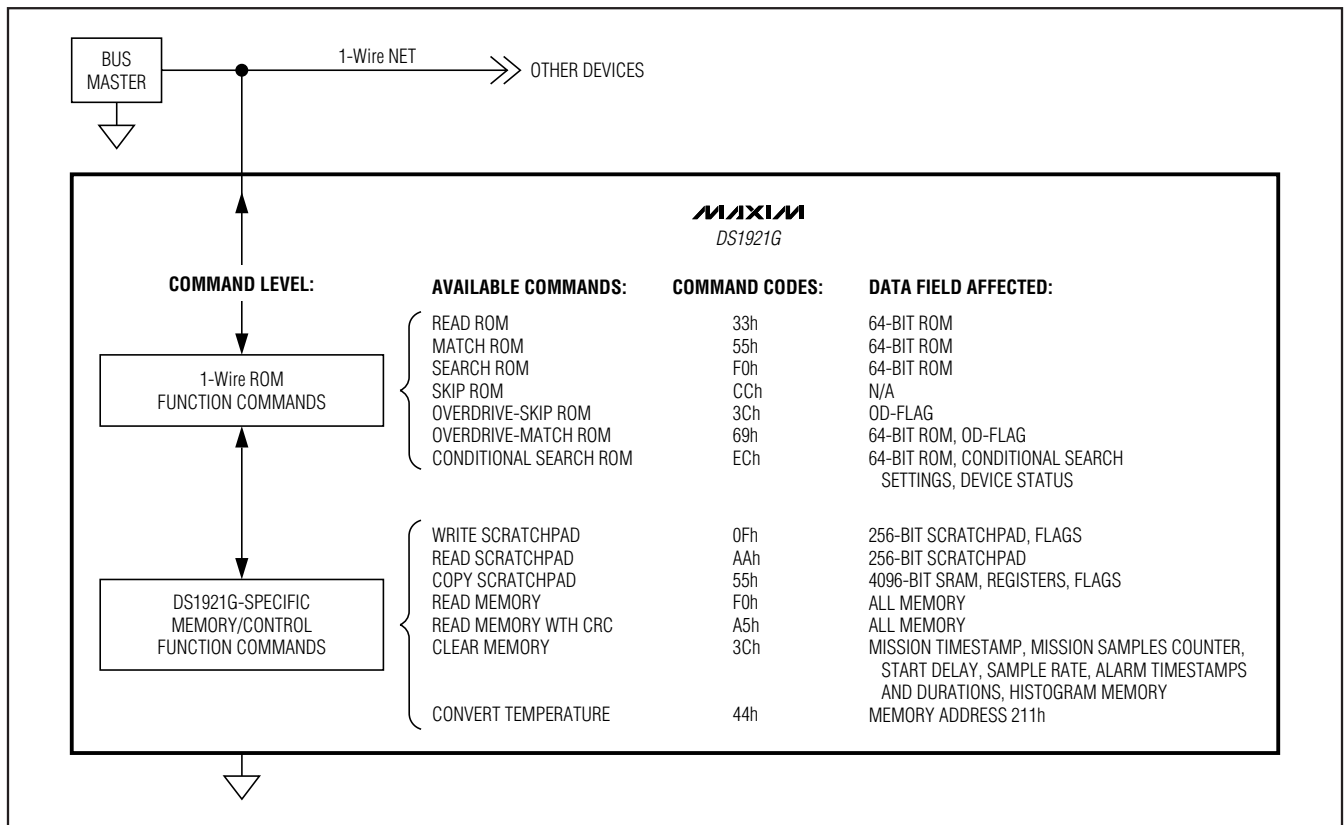 BUS
MASTER
1-Wire NET
OTHER DEVICES
MAXIM
DS1921G
COMMAND LEVEL: AVAILABLE COMMANDS: COMMAND CODES: DATA FIELD AFFECTED:
1-Wire ROM
FUNCTION COMMANDS
READ ROM 33h 64-BIT ROM
MATCH ROM 55h 64-BIT ROM
SEARCH ROM F0h 64-BIT ROM
SKIP ROM CCh N/A
OVERDRIVE-SKIP ROM 3Ch OD-FLAG
OVERDRIVE-MATCH ROM 69h 64-BIT ROM, OD-FLAG
CONDITIONAL SEARCH ROM ECh 64-BIT ROM, CONDITIONAL SEARCH
SETTINGS, DEVICE STATUS
DS1921G-SPECIFIC
MEMORY/CONTROL
FUNCTION COMMANDS
WRITE SCRATCHPAD 0Fh 256-BIT SCRATCHPAD, FLAGS
READ SCRATCHPAD AAh 256-BIT SCRATCHPAD
COPY SCRATCHPAD 55h 4096-BIT SRAM, REGISTERS, FLAGS
READ MEMORY F0h ALL MEMORY
READ MEMORY WTH CRC A5h ALL MEMORY
CLEAR MEMORY 3Ch MISSION TIMESTAMP, MISSION SAMPLES COUNTER,
START DELAY, SAMPLE RATE, ALARM TIMESTAMPS
AND DURATIONS, HISTOGRAM MEMORY
CONVERT TEMPERATURE 44h MEMORY ADDRESS 211h